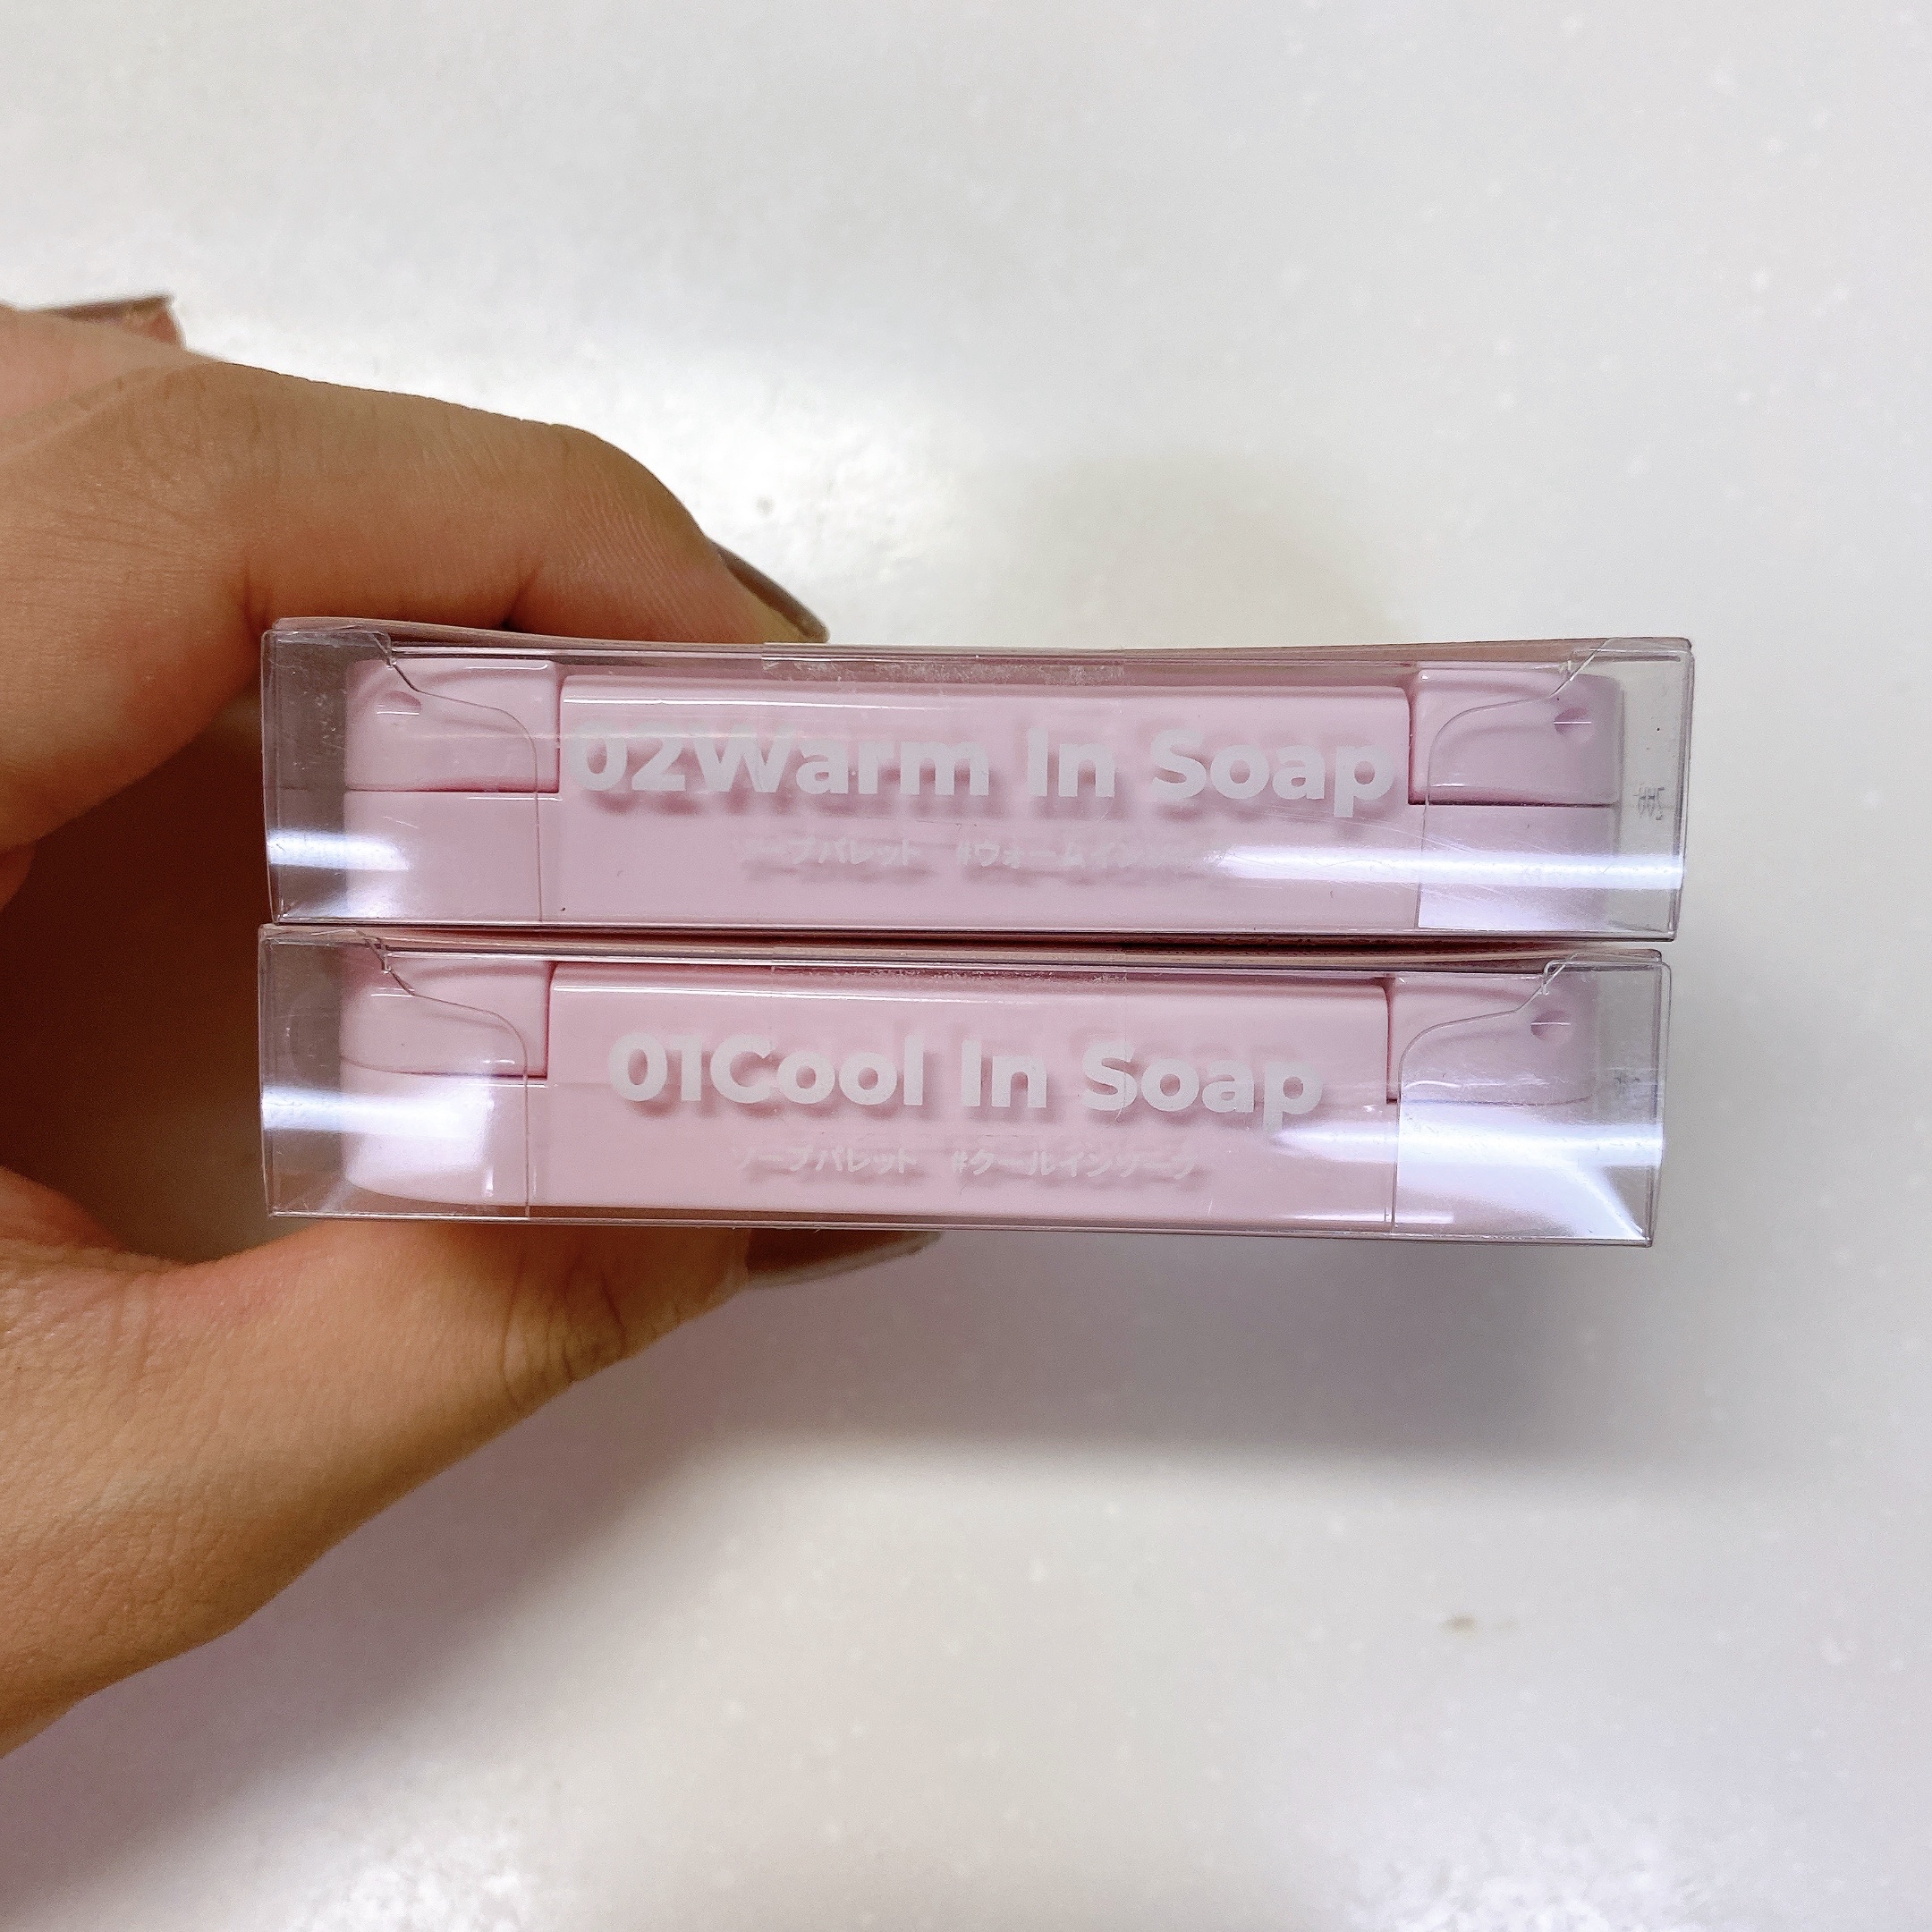 02Warm In Soap
ソープパレット #ウォームイン
01Cool In Soap
ソープパレット #クールインソープ